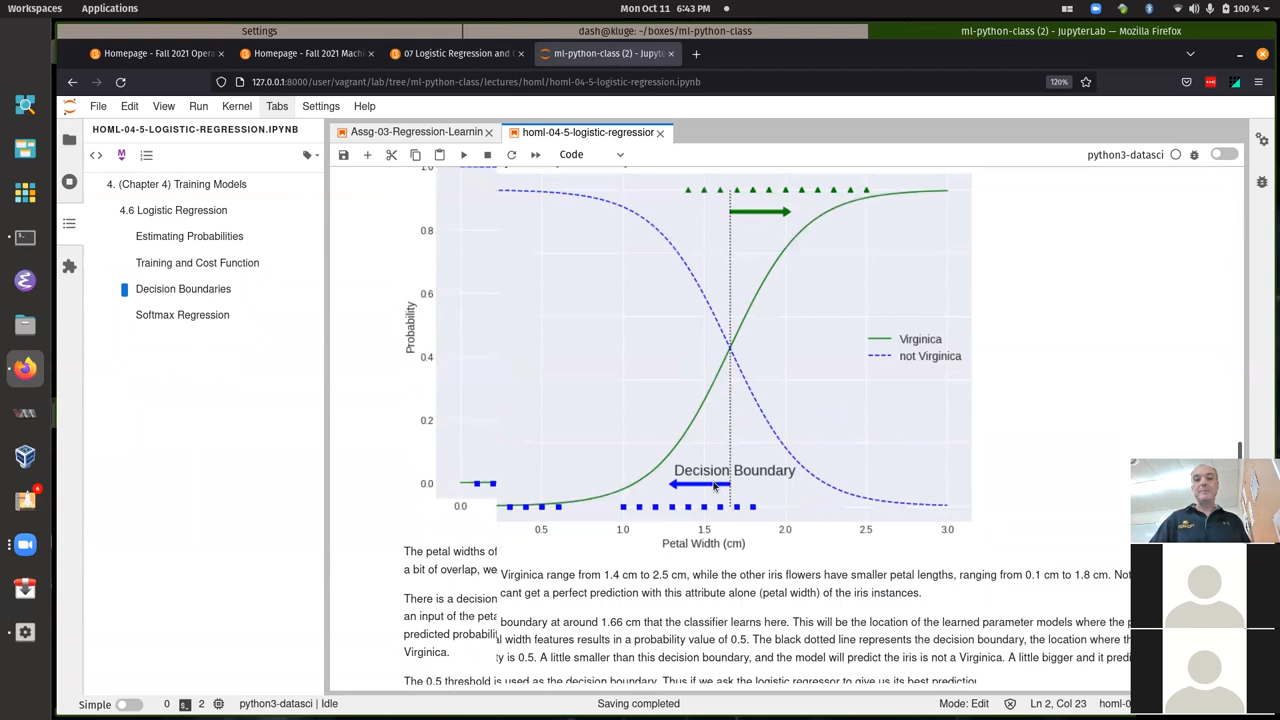 Workspaces Applications Mon Oct 11 6:43 PM 100 %
Settings dash@kluge: ~/boxes/ml-python-class ml-python-class (2) - JupyterLab — Mozilla Firefox
Homepage - Fall 2021 Opera Homepage - Fall 2021 Machi 07 Logistic Regression and C ml-python-class (2) - Jupyte
127.0.0.1:8000/user/vagrant/lab/tree/ml-python-class/lectures/homl/homl-04-5-logistic-regression.ipynb 120%
File Edit View Run Kernel Tabs Settings Help
HOML-04-5-LOGISTIC-REGRESSION.IPYNB
Assg-03-Regression-Learnin homl-04-5-logistic-regression
Code python3-datasci
4. (Chapter 4) Training Models
4.6 Logistic Regression
Estimating Probabilities
Training and Cost Function
Decision Boundaries
Softmax Regression
1.0
0.8
0.6
0.4
0.2
0.0
Probability
Virginica
not Virginica
Decision Boundary
0.0 0.5 1.0 1.5 2.0 2.5 3.0
Petal Width (cm)
The petal widths of
a bit of overlap, we
Virginica range from 1.4 cm to 2.5 cm, while the other iris flowers have smaller petal lengths, ranging from 0.1 cm to 1.8 cm. Not
cant get a perfect prediction with this attribute alone (petal width) of the iris instances.
There is a decision
an input of the peta
predicted probabili
Virginica.
boundary at around 1.66 cm that the classifier learns here. This will be the location of the learned parameter models where the p
l width features results in a probability value of 0.5. The black dotted line represents the decision boundary, the location where th
y is 0.5. A little smaller than this decision boundary, and the model will predict the iris is not a Virginica. A little bigger and it predi
The 0.5 threshold is used as the decision boundary. Thus if we ask the logistic regressor to give us its best prediction
Simple 0 2 python3-datasci | Idle Saving completed Mode: Edit Ln 2, Col 23 homl-0